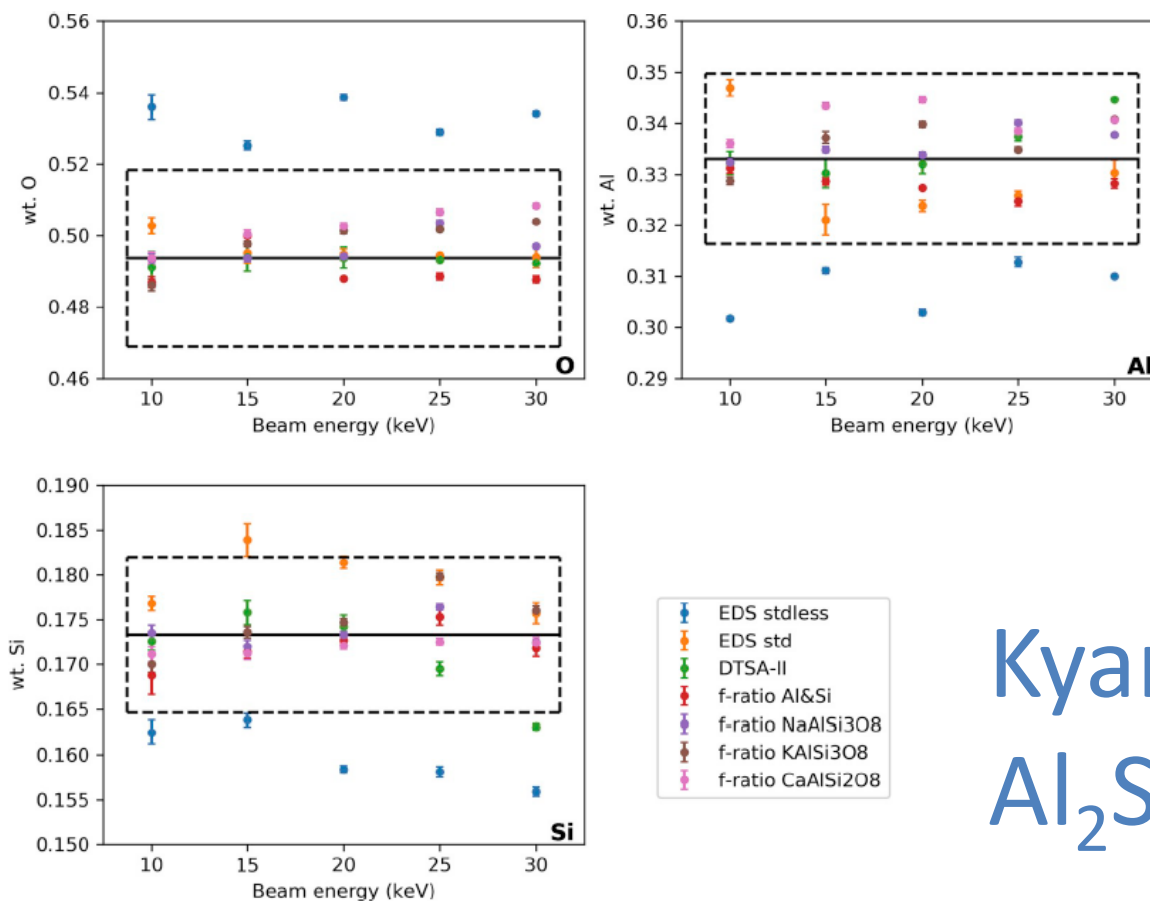 0.56
0.54
0.52
0.50
0.48
0.46
wt. O
10 15 20 25 30
Beam energy (keV)
O
0.36
0.35
0.34
0.33
0.32
0.31
0.30
0.29
wt. Al
10 15 20 25 30
Beam energy (keV)
Al
0.190
0.185
0.180
0.175
0.170
0.165
0.160
0.155
0.150
wt. Si
10 15 20 25 30
Beam energy (keV)
Si
EDS stdless
EDS std
DTSA-II
f-ratio Al&Si
f-ratio NaAlSi3O8
f-ratio KAlSi3O8
f-ratio CaAlSi2O8
Kyar
Al₂S